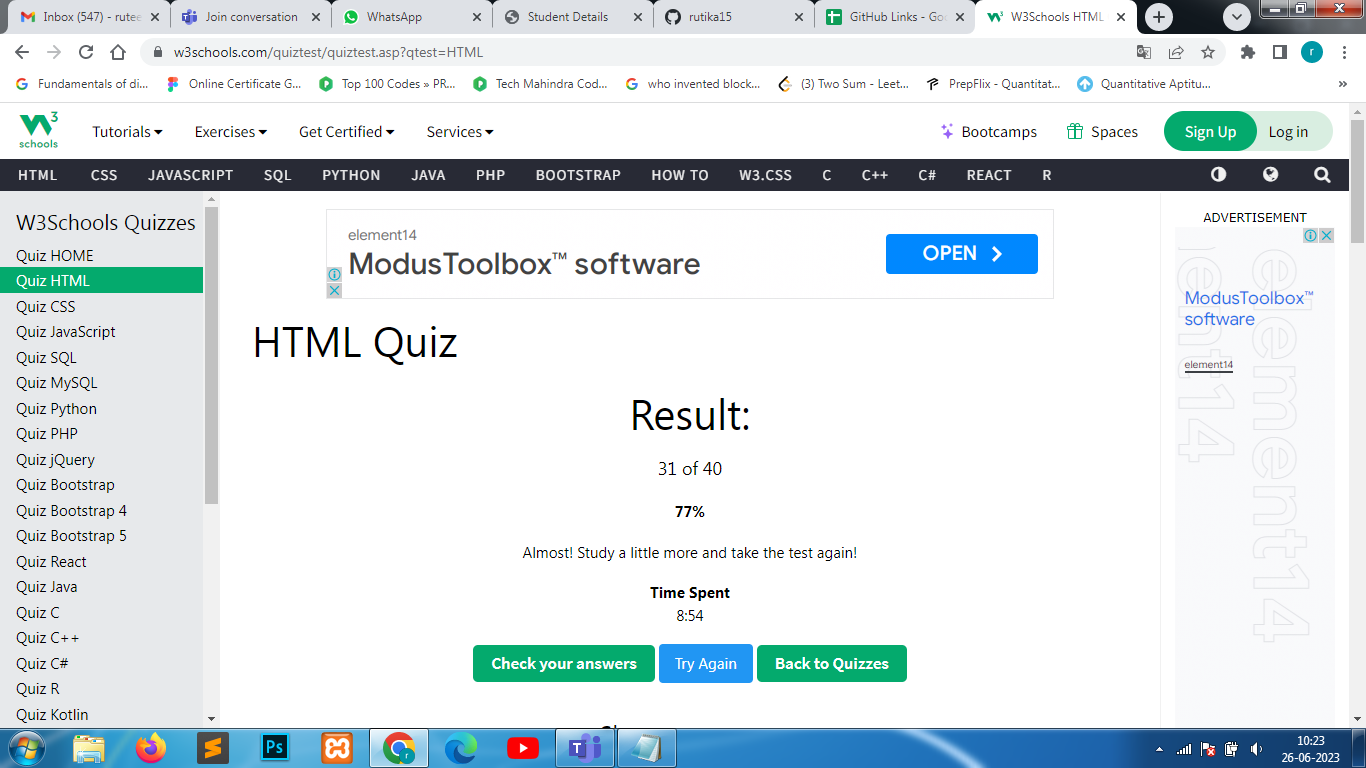 Inbox (547) - rutee
Join conversation
WhatsApp
Student Details
rutika15
GitHub Links - Goo
W3Schools HTML
w3schools.com/quiztest/quiztest.asp?qtest=HTML
r
Fundamentals of di...
Online Certificate G...
Top 100 Codes » PR...
Tech Mahindra Cod...
who invented block...
(3) Two Sum - Leet...
PrepFlix - Quantitat...
Quantitative Aptitu...
»
W3 schools
Tutorials
Exercises
Get Certified
Services
Bootcamps
Spaces
Sign Up
Log in
HTML
CSS
JAVASCRIPT
SQL
PYTHON
JAVA
PHP
BOOTSTRAP
HOW TO
W3.CSS
C
C++
C#
REACT
R
W3Schools Quizzes
Quiz HOME
Quiz HTML
Quiz CSS
Quiz JavaScript
Quiz SQL
Quiz MySQL
Quiz Python
Quiz PHP
Quiz jQuery
Quiz Bootstrap
Quiz Bootstrap 4
Quiz Bootstrap 5
Quiz React
Quiz Java
Quiz C
Quiz C++
Quiz C#
Quiz R
Quiz Kotlin
element14
ModusToolbox™ software
OPEN
HTML Quiz
Result:
31 of 40
77%
Almost! Study a little more and take the test again!
Time Spent
8:54
Check your answers
Try Again
Back to Quizzes
ADVERTISEMENT
ModusToolbox™
software
element14
element14
ent14
Ps
10:23
26-06-2023